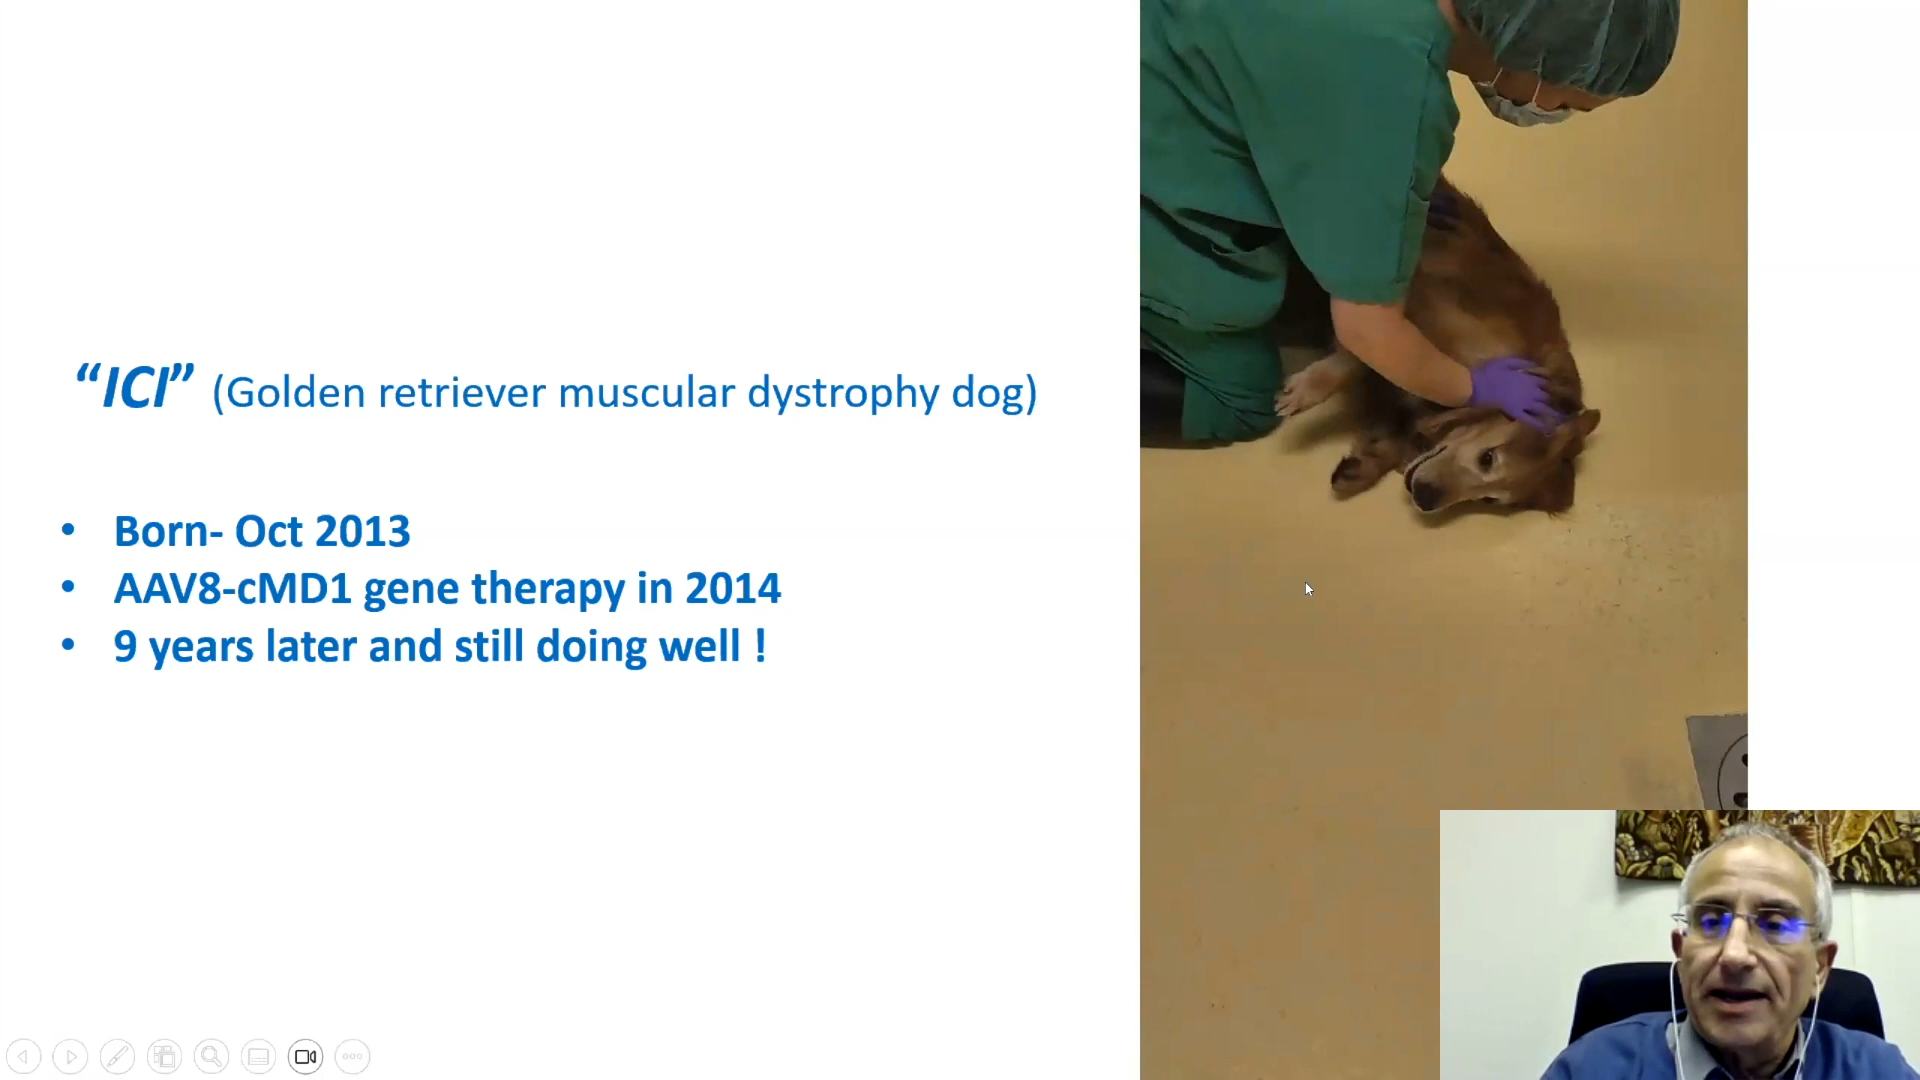 “ICI” (Golden retriever muscular dystrophy dog)
• Born- Oct 2013
• AAV8-cMD1 gene therapy in 2014
• 9 years later and still doing well !